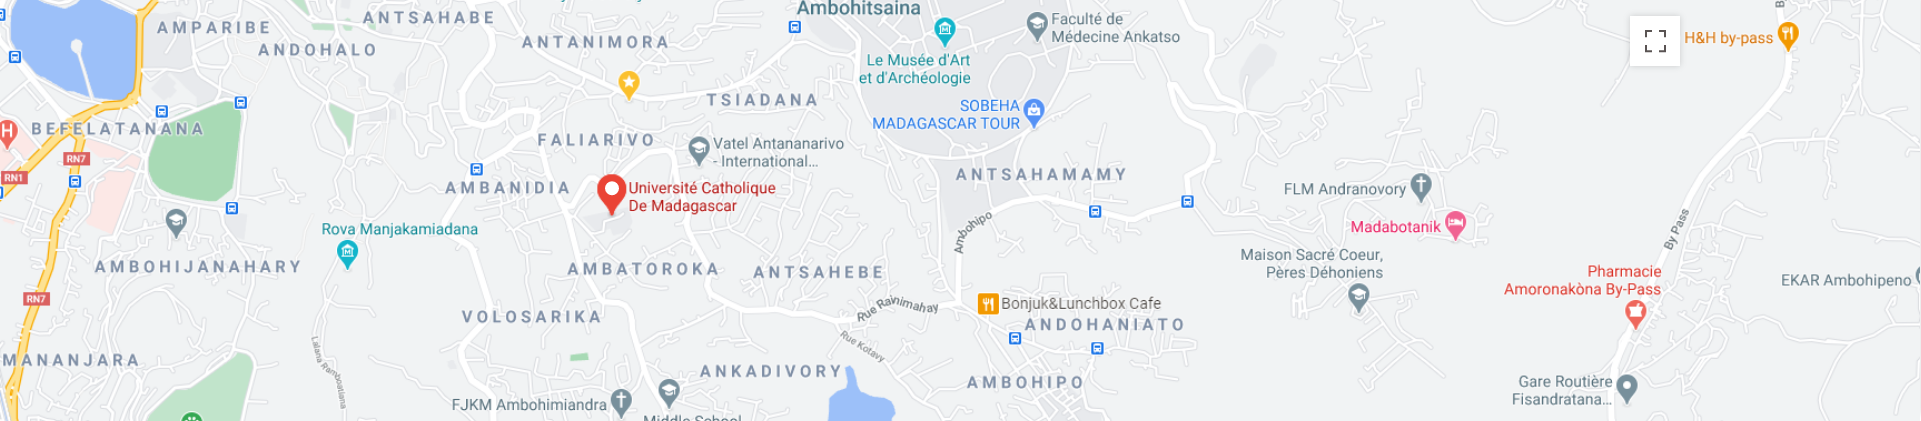 Ambohitsaina
ANTSAHABE
AMPARIBE
ANDOHALO
ANTANIMORA
Faculté de
Médecine Ankatso
H&H by-pass
Le Musée d'Art
et d'Archéologie
TSIADANA
SOBEHA
MADAGASCAR TOUR
BEFELATANANA
H
RN7
RN1
FALIARIVO
Vatel Antananarivo
- International...
AMBANIDIA
Université Catholique
De Madagascar
ANTSAHAMAMY
FLM Andranovory
Madabotanik
Rova Manjakamiadana
Ambohipo
By Pass
AMBOHIJANAHARY
AMBATOROKA
ANTSAHEBE
Maison Sacré Coeur,
Pères Déhoniens
Pharmacie
Amoronakòna By-Pass
EKAR Ambohipeno
RN7
VOLOSARIKA
Rue Rainimahay
Bonjuk&Lunchbox Cafe
ANDOHANIATO
Rue Kotavy
MANANJARA
Lalana Ramboatiana
ANKADIVORY
AMBOHIPO
Gare Routière
Fisandratana...
FJKM Ambohimiandra
Middle School